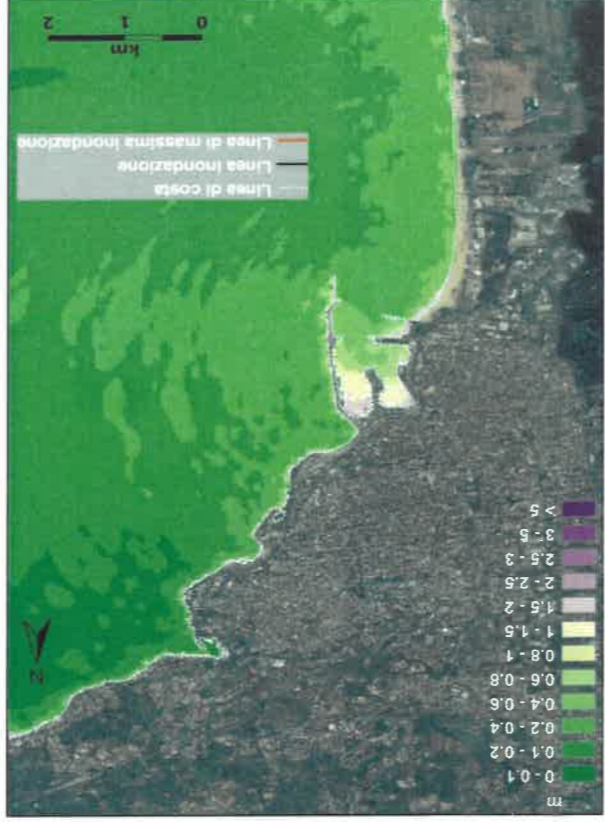 m
0 - 0.1
0.1 - 0.2
0.2 - 0.4
0.4 - 0.6
0.6 - 0.8
0.8 - 1
1 - 1.5
1.5 - 2
2 - 2.5
2.5 - 3
3 - 5
> 5
N
Linea di costa
Linea inondazione
Linea di massima inondazione
km
0 1 2